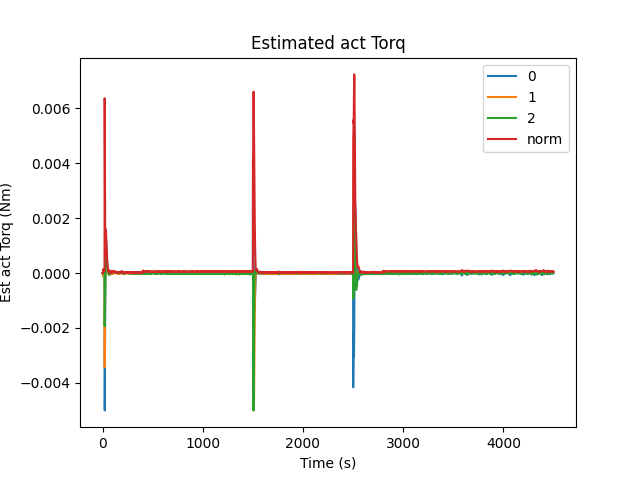 Estimated act Torq
0
1
2
norm
Est act Torq (Nm)
0.006
0.004
0.002
0.000
−0.002
−0.004
0 1000 2000 3000 4000
Time (s)